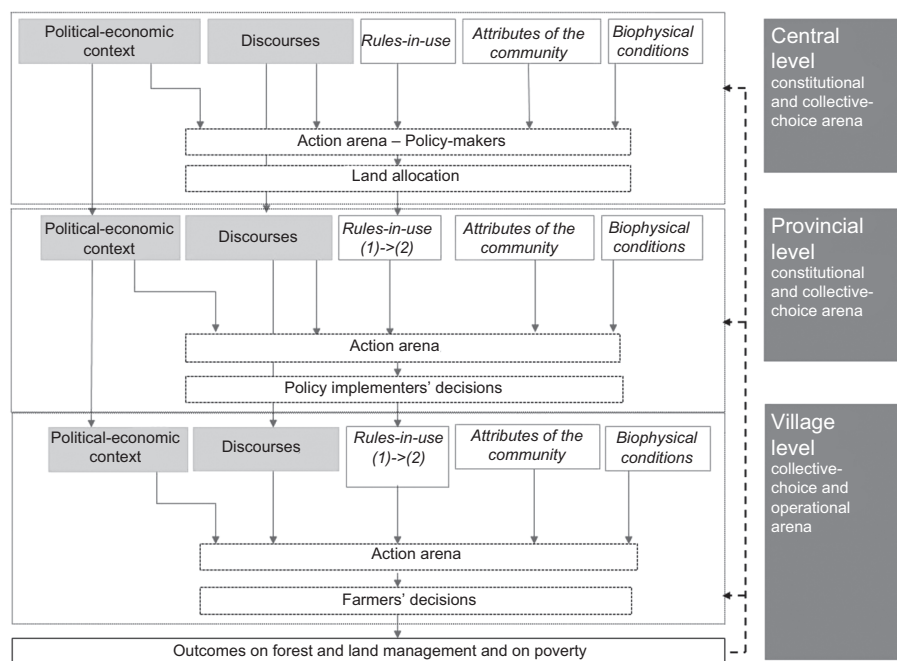 Political-economic
context
Discourses
Rules-in-use
Attributes of the
community
Biophysical
conditions
Action arena – Policy-makers
Land allocation
Central
level
constitutional
and collective-
choice arena
Political-economic
context
Discourses
Rules-in-use
(1)->(2)
Attributes of the
community
Biophysical
conditions
Action arena
Policy implementers’ decisions
Provincial
level
constitutional
and collective-
choice arena
Political-economic
context
Discourses
Rules-in-use
(1)->(2)
Attributes of the
community
Biophysical
conditions
Action arena
Farmers’ decisions
Village
level
collective-
choice and
operational
arena
Outcomes on forest and land management and on poverty